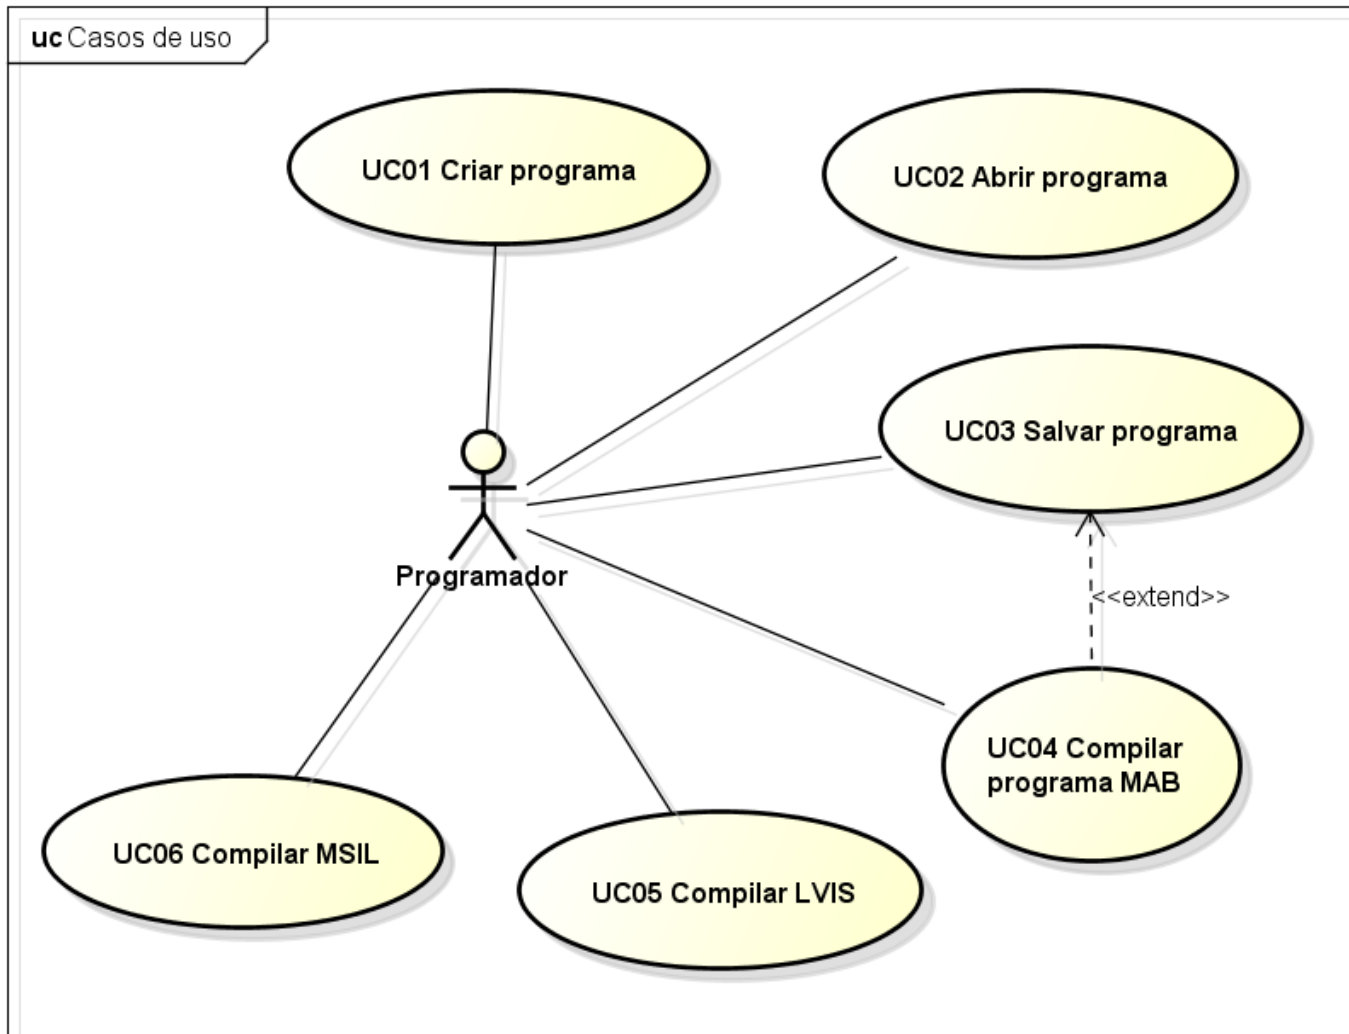 uc Casos de uso
UC01 Criar programa
UC02 Abrir programa
UC03 Salvar programa
Programador
<<extend>>
UC04 Compilar
programa MAB
UC06 Compilar MSIL
UC05 Compilar LVIS